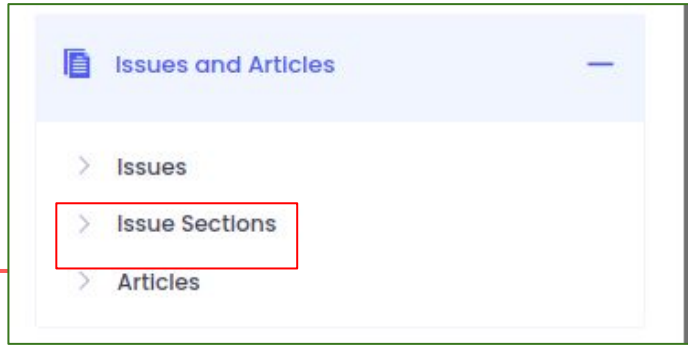 Issues and Articles
Issues
Issue Sections
Articles